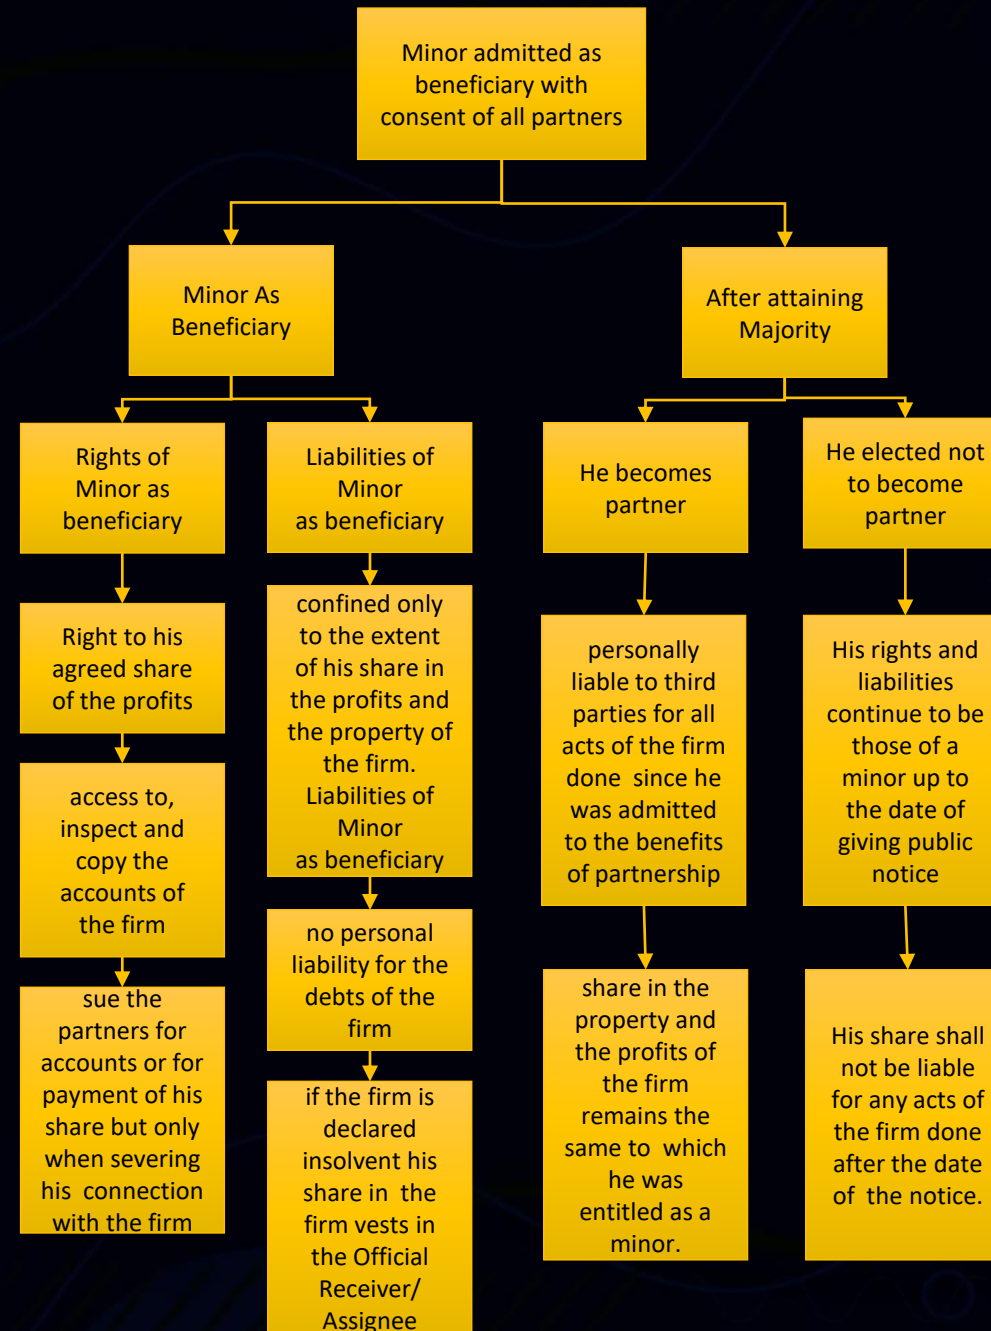 Minor admitted as
beneficiary with
consent of all partners
Minor As
Beneficiary
After attaining
Majority
Rights of
Minor as
beneficiary
Liabilities of
Minor
as beneficiary
He becomes
partner
He elected not
to become
partner
Right to his
agreed share
of the profits
confined only
to the extent
of his share in
the profits and
the property of
the firm.
Liabilities of
Minor
as beneficiary
personally
liable to third
parties for all
acts of the firm
done since he
was admitted
to the benefits
of partnership
His rights and
liabilities
continue to be
those of a
minor up to
the date of
giving public
notice
access to,
inspect and
copy the
accounts of
the firm
no personal
liability for the
debts of the
firm
share in the
property and
the profits of
the firm
remains the
same to which
he was
entitled as a
minor.
His share shall
not be liable
for any acts of
the firm done
after the date
of the notice.
sue the
partners for
accounts or for
payment of his
share but only
when severing
his connection
with the firm
if the firm is
declared
insolvent his
share in the
firm vests in
the Official
Receiver/
Assignee